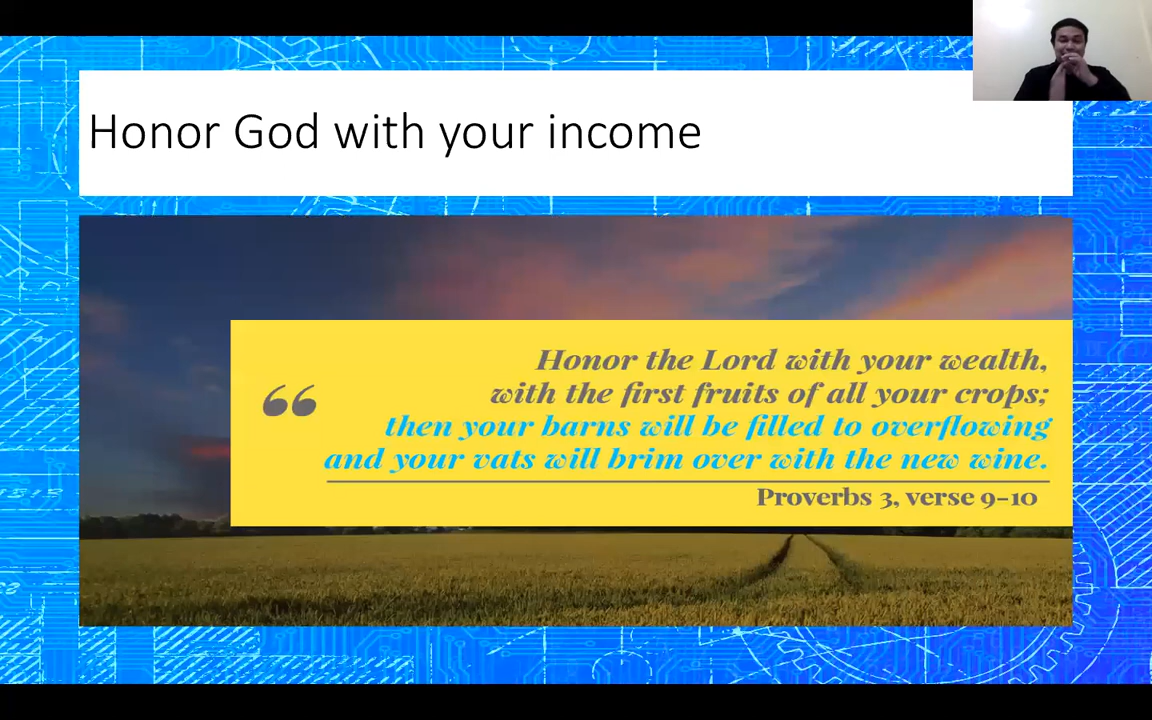 Honor God with your income
“
Honor the Lord with your wealth,
with the first fruits of all your crops;
then your barns will be filled to overflowing
and your vats will brim over with the new wine.
Proverbs 3, verse 9-10